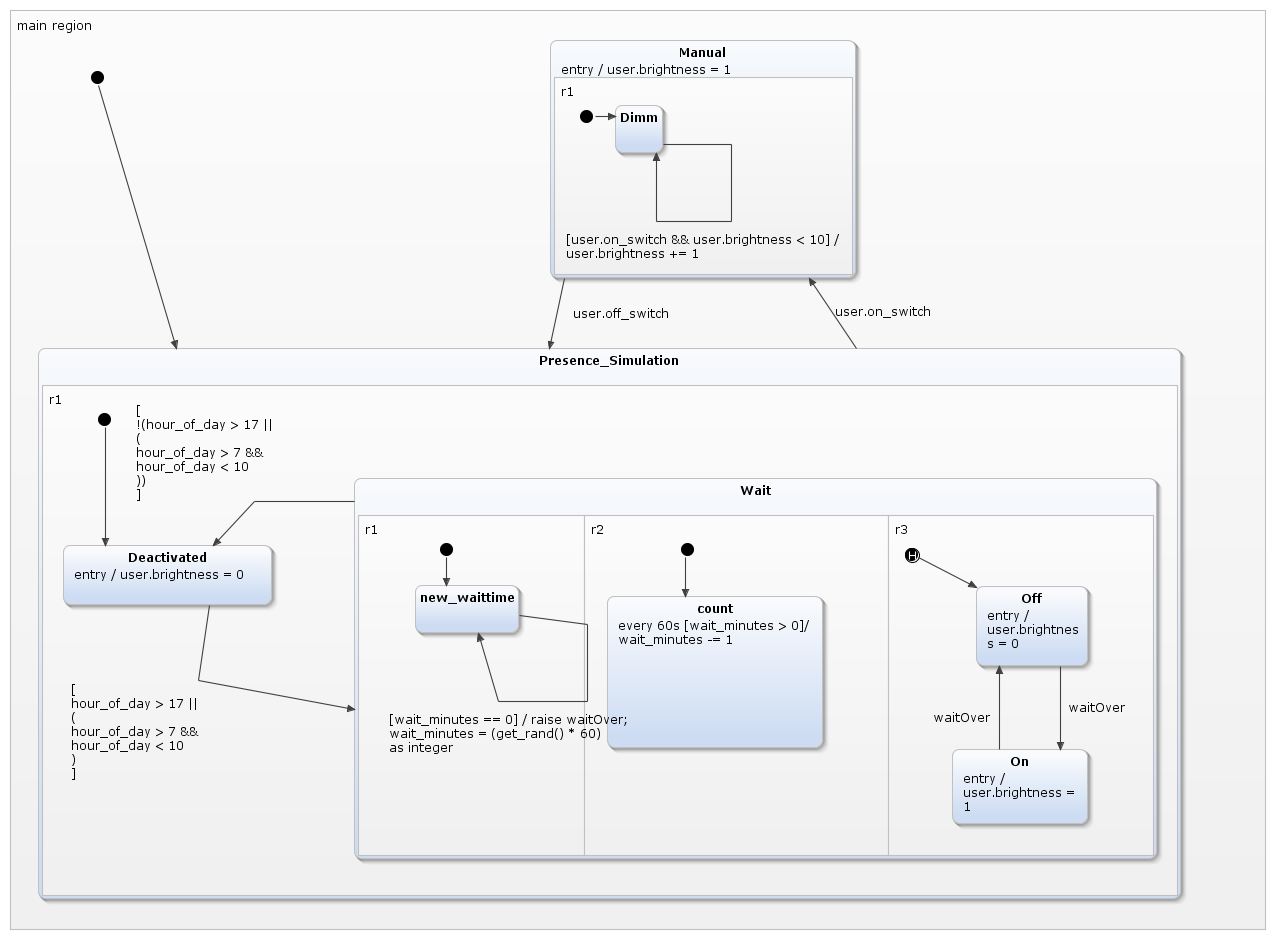 main region
Manual
entry / user.brightness = 1
r1
Dimm
[user.on_switch && user.brightness < 10] /
user.brightness += 1
user.off_switch
user.on_switch
Presence_Simulation
r1
[
!(hour_of_day > 17 ||
(
hour_of_day > 7 &&
hour_of_day < 10
))
]
Deactivated
entry / user.brightness = 0
[
hour_of_day > 17 ||
(
hour_of_day > 7 &&
hour_of_day < 10
)
]
Wait
r1
new_waittime
[wait_minutes == 0] / raise waitOver;
wait_minutes = (get_rand() * 60)
as integer
r2
count
every 60s [wait_minutes > 0]/
wait_minutes -= 1
r3
H
Off
entry /
user.brightnes
s = 0
waitOver
waitOver
On
entry /
user.brightness =
1